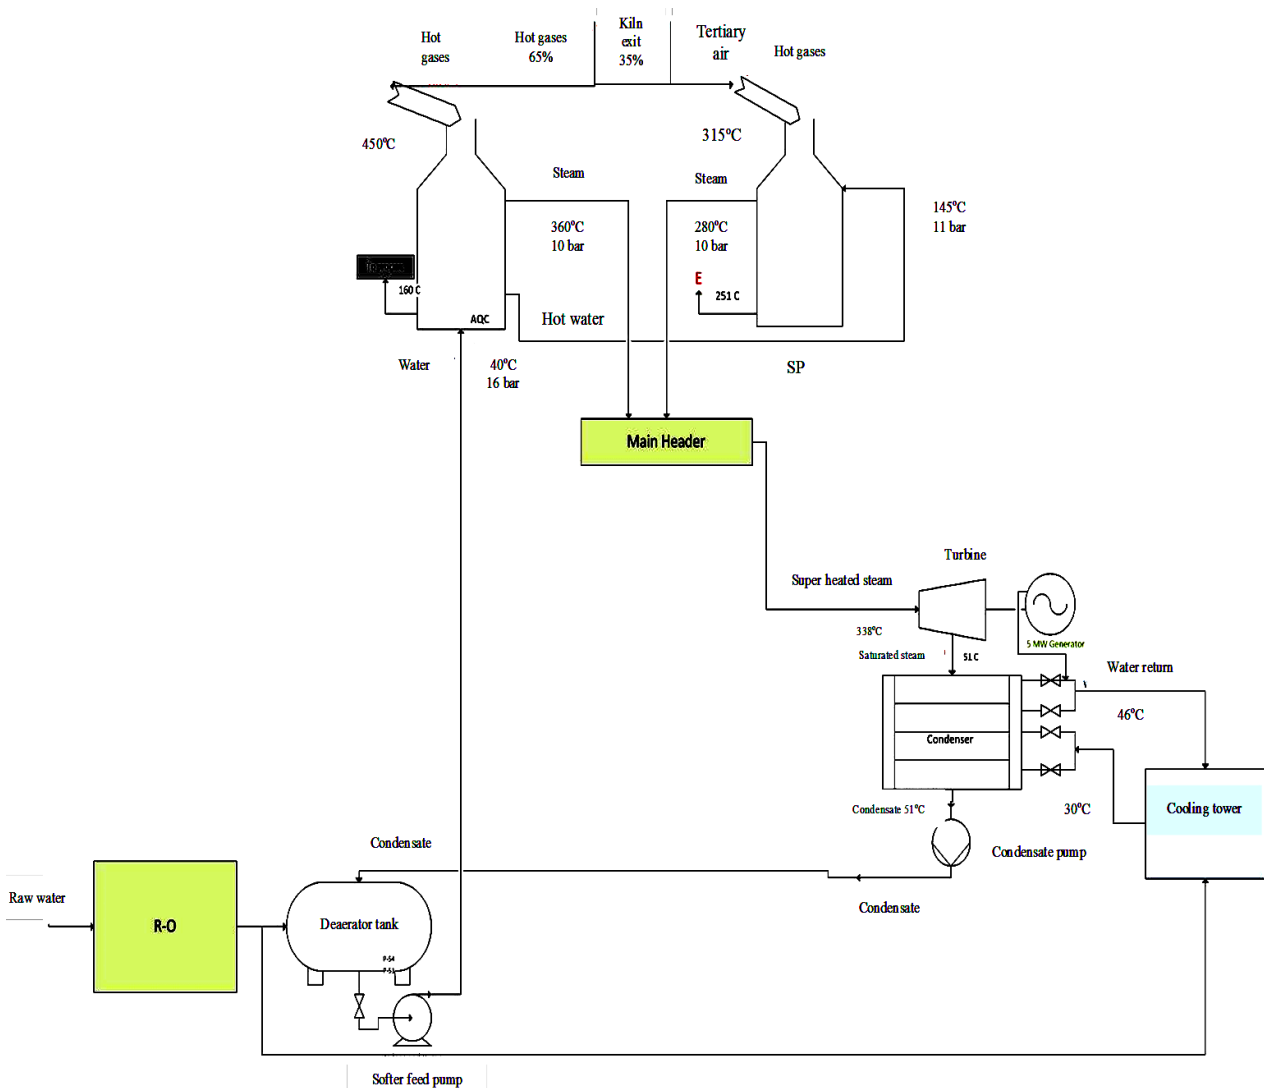 Hot
gases
Hot gases
65%
Kiln
exit
35%
Tertiary
air
Hot gases
450°C
315°C
Steam
Steam
360°C
10 bar
280°C
10 bar
145°C
11 bar
160 C
E
251 C
AQC
Hot water
Water
40°C
16 bar
SP
Main Header
Turbine
Super heated steam
338°C
5 MW Generator
Saturated steam
51 C
Water return
46°C
Condenser
Condensate 51°C
30°C
Cooling tower
Condensate pump
Condensate
Condensate
Raw water
R-O
Deaerator tank
P-54
P-51
Softer feed pump